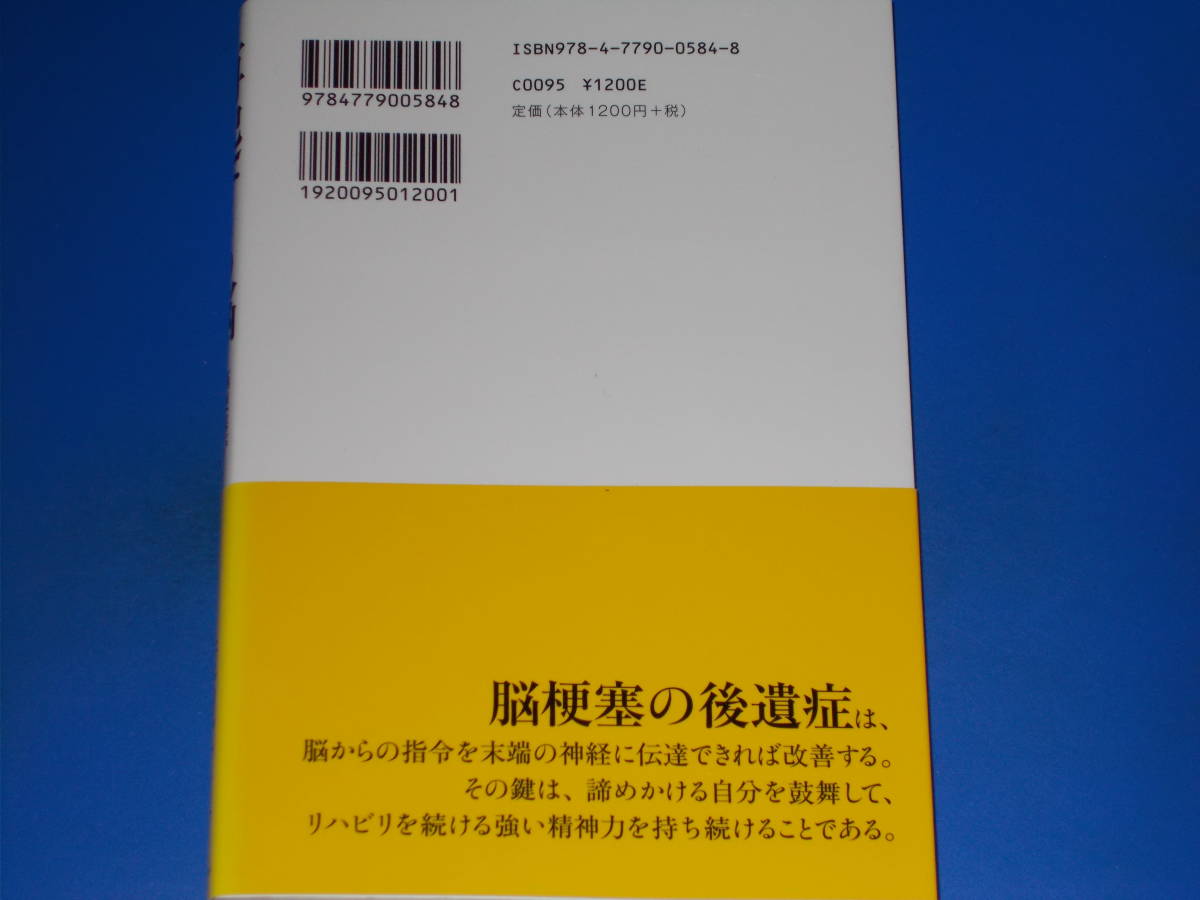 ISBN978-4-7790-0584-8
C0095 ¥1200E
定価(本体1200円+税)
9784779005848
1920095012001
脳梗塞の後遺症は、
脳からの指令を末端の神経に伝達できれば改善する。
その鍵は、諦めかける自分を鼓舞して、
リハビリを続ける強い精神力を持ち続けることである。